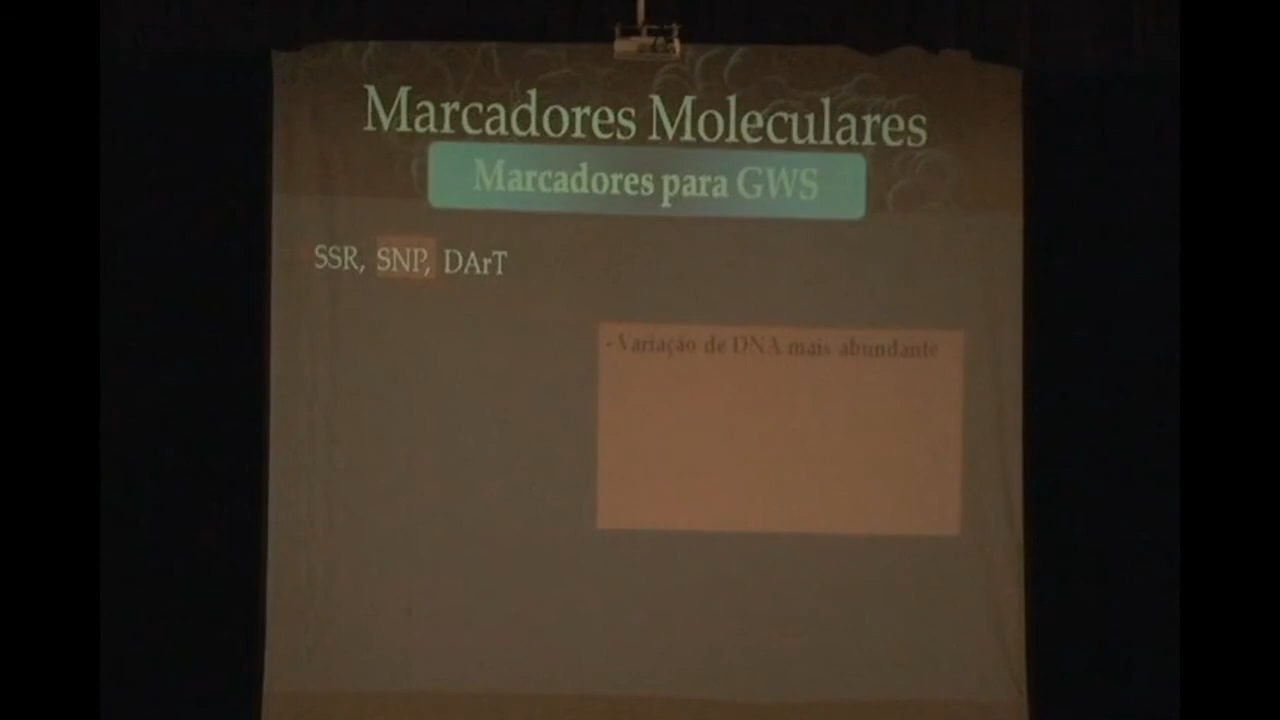 Marcadores Moleculares
Marcadores para GWS
SSR, SNP, DArT
- Variação de DNA mais abundante